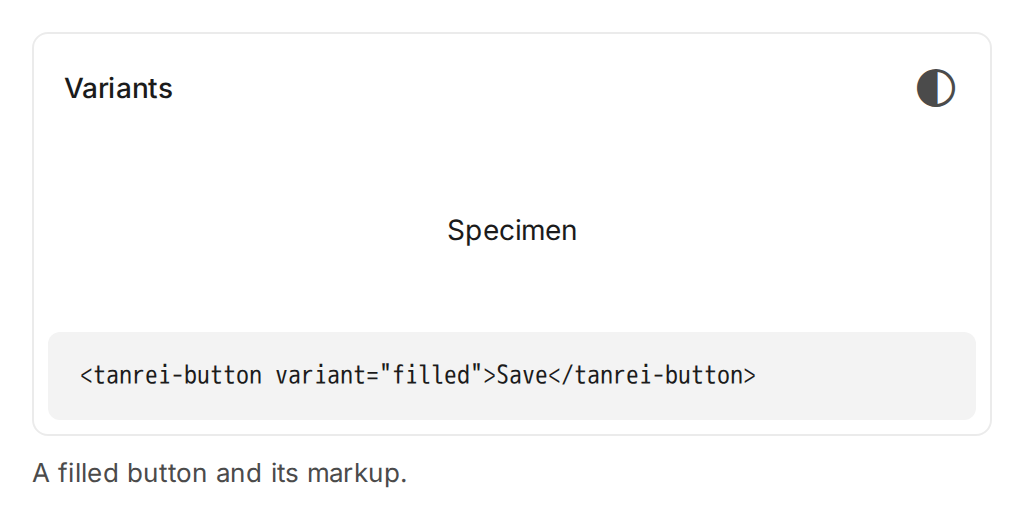 Variants
Specimen
<tanrei-button variant="filled">Save</tanrei-button>
A filled button and its markup.